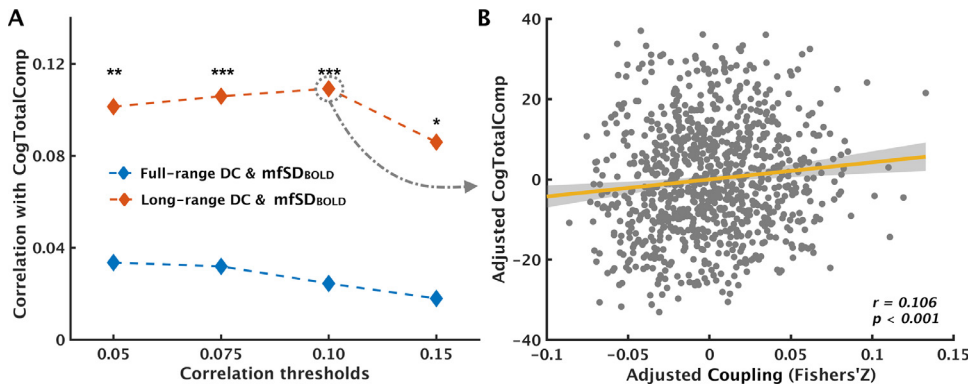 A
Correlation with CogTotalComp
0.12
0.08
0.04
0
**
***
***
*
Full-range DC & mfSDBOLD
Long-range DC & mfSDBOLD
0.05
0.075
0.10
0.15
Correlation thresholds
B
Adjusted CogTotalComp
40
20
0
-20
-40
r = 0.106
p < 0.001
-0.1
-0.05
0
0.05
0.1
0.15
Adjusted Coupling (Fishers'Z)